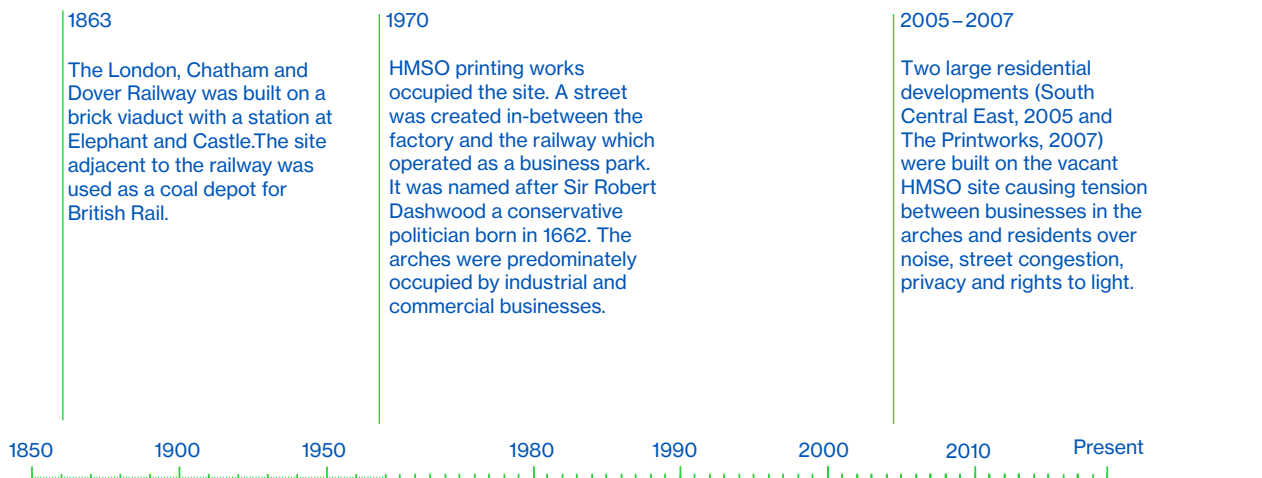 1863
The London, Chatham and
Dover Railway was built on a
brick viaduct with a station at
Elephant and Castle.The site
adjacent to the railway was
used as a coal depot for
British Rail.
1970
HMSO printing works
occupied the site. A street
was created in-between the
factory and the railway which
operated as a business park.
It was named after Sir Robert
Dashwood a conservative
politician born in 1662. The
arches were predominately
occupied by industrial and
commercial businesses.
2005–2007
Two large residential
developments (South
Central East, 2005 and
The Printworks, 2007)
were built on the vacant
HMSO site causing tension
between businesses in the
arches and residents over
noise, street congestion,
privacy and rights to light.
1850 1900 1950 1980 1990 2000 2010 Present